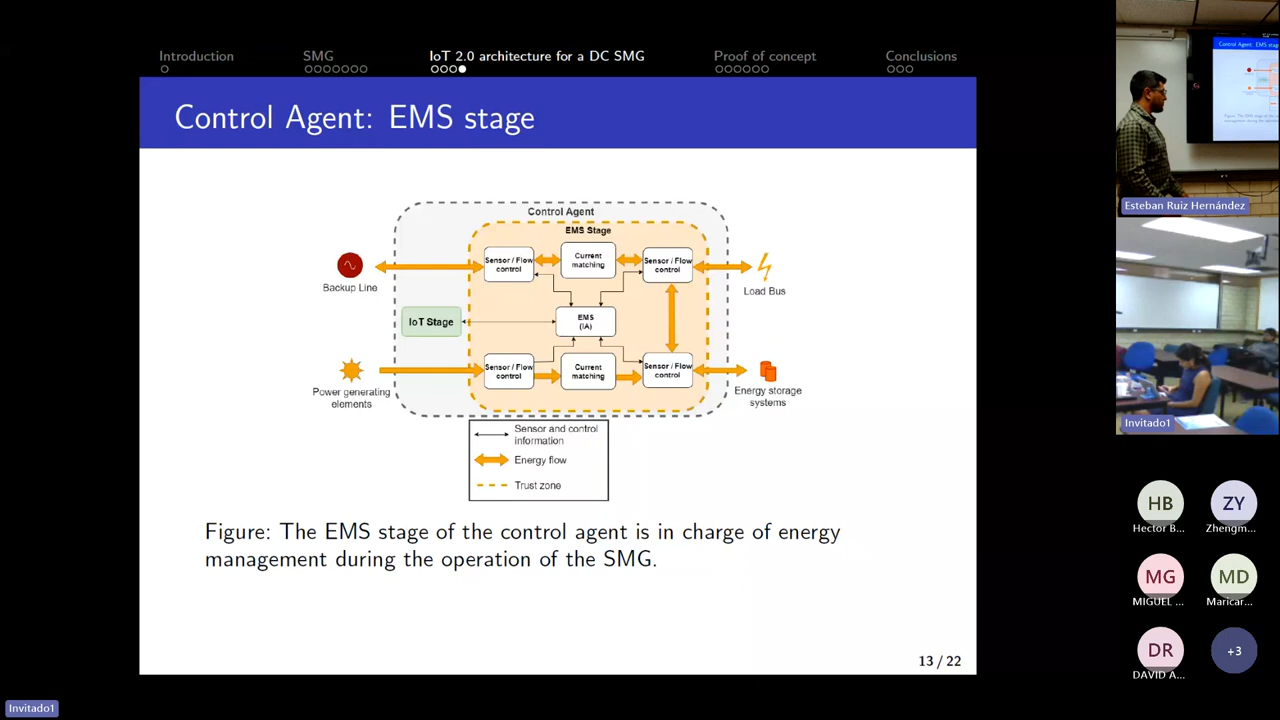 Introduction
SMG
IoT 2.0 architecture for a DC SMG
Proof of concept
Conclusions
Control Agent: EMS stage
Control Agent
EMS Stage
Sensor / Flow
control
Current
matching
Sensor / Flow
control
Backup Line
Load Bus
IoT Stage
EMS
(IA)
Sensor / Flow
control
Current
matching
Sensor / Flow
control
Power generating
elements
Energy storage
systems
Sensor and control
information
Energy flow
Trust zone
Figure: The EMS stage of the control agent is in charge of energy
management during the operation of the SMG.
13 / 22
Control Agent: EMS stag
Esteban Ruiz Hernández
Invitado1
HB
Hector B...
ZY
Zhengm...
MG
MIGUEL ...
MD
Maricar...
DR
DAVID A...
+3
Invitado1